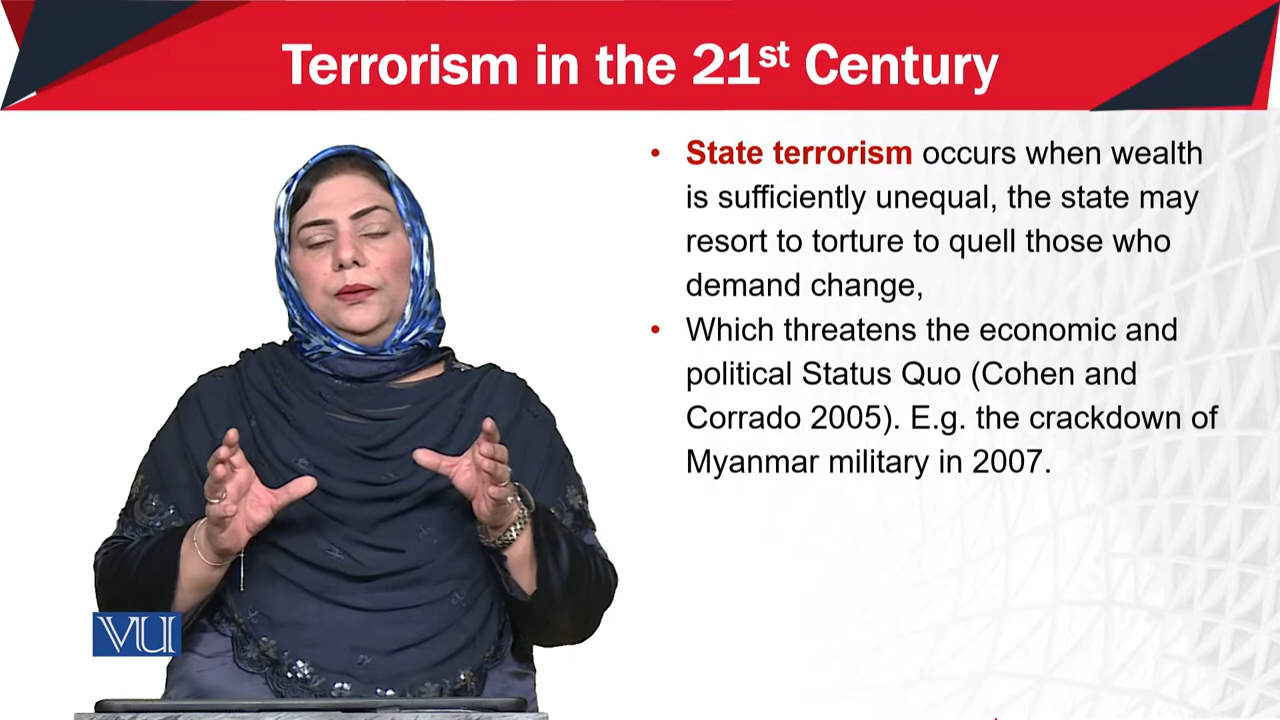 Terrorism in the 21st Century
• State terrorism occurs when wealth
is sufficiently unequal, the state may
resort to torture to quell those who
demand change,
• Which threatens the economic and
political Status Quo (Cohen and
Corrado 2005). E.g. the crackdown of
Myanmar military in 2007.
VU